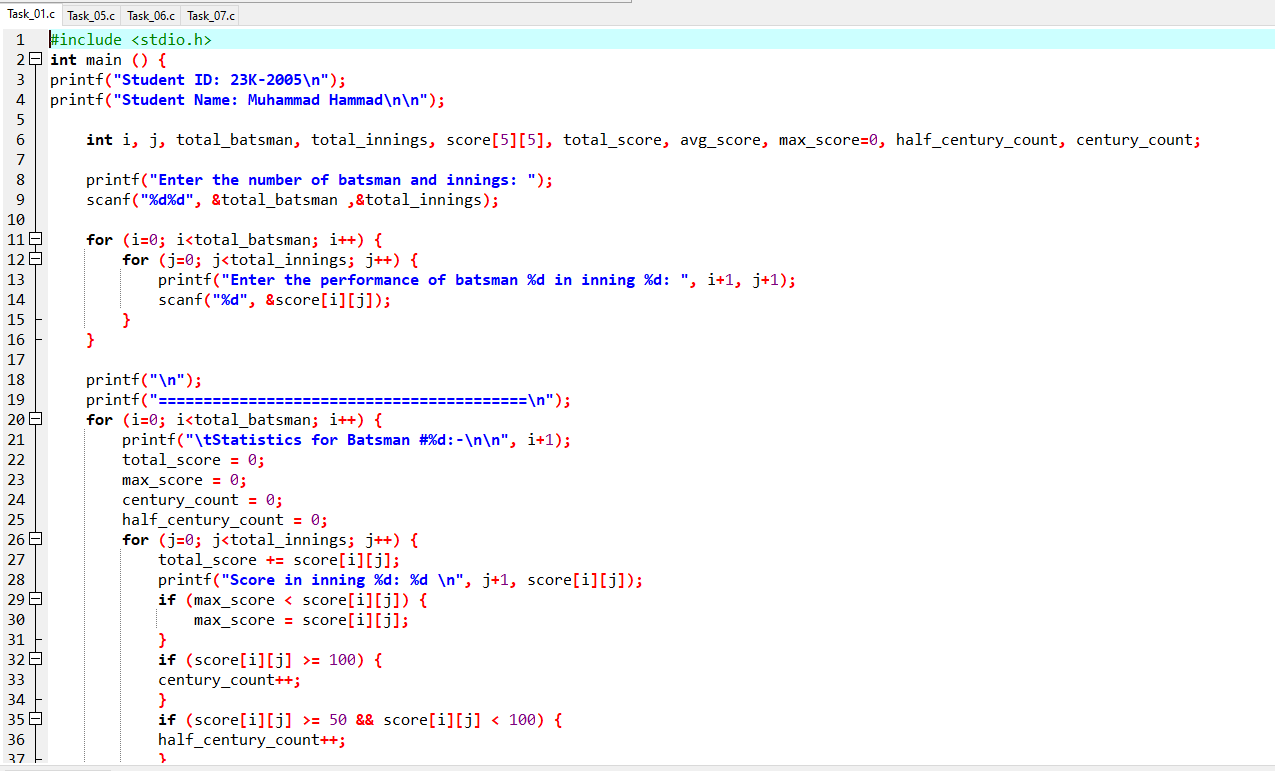 Task_01.c Task_05.c Task_06.c Task_07.c
1 #include <stdio.h>
2 int main () {
3 printf("Student ID: 23K-2005\n");
4 printf("Student Name: Muhammad Hammad\n\n");
5
6 int i, j, total_batsman, total_innings, score[5][5], total_score, avg_score, max_score=0, half_century_count, century_count;
7
8 printf("Enter the number of batsman and innings: ");
9 scanf("%d%d", &total_batsman ,&total_innings);
10
11 for (i=0; i<total_batsman; i++) {
12 for (j=0; j<total_innings; j++) {
13 printf("Enter the performance of batsman %d in inning %d: ", i+1, j+1);
14 scanf("%d", &score[i][j]);
15 }
16 }
17
18 printf("\n");
19 printf("=========================================\n");
20 for (i=0; i<total_batsman; i++) {
21 printf("\tStatistics for Batsman #%d:-\n\n", i+1);
22 total_score = 0;
23 max_score = 0;
24 century_count = 0;
25 half_century_count = 0;
26 for (j=0; j<total_innings; j++) {
27 total_score += score[i][j];
28 printf("Score in inning %d: %d \n", j+1, score[i][j]);
29 if (max_score < score[i][j]) {
30 max_score = score[i][j];
31 }
32 if (score[i][j] >= 100) {
33 century_count++;
34 }
35 if (score[i][j] >= 50 && score[i][j] < 100) {
36 half_century_count++;
37 }